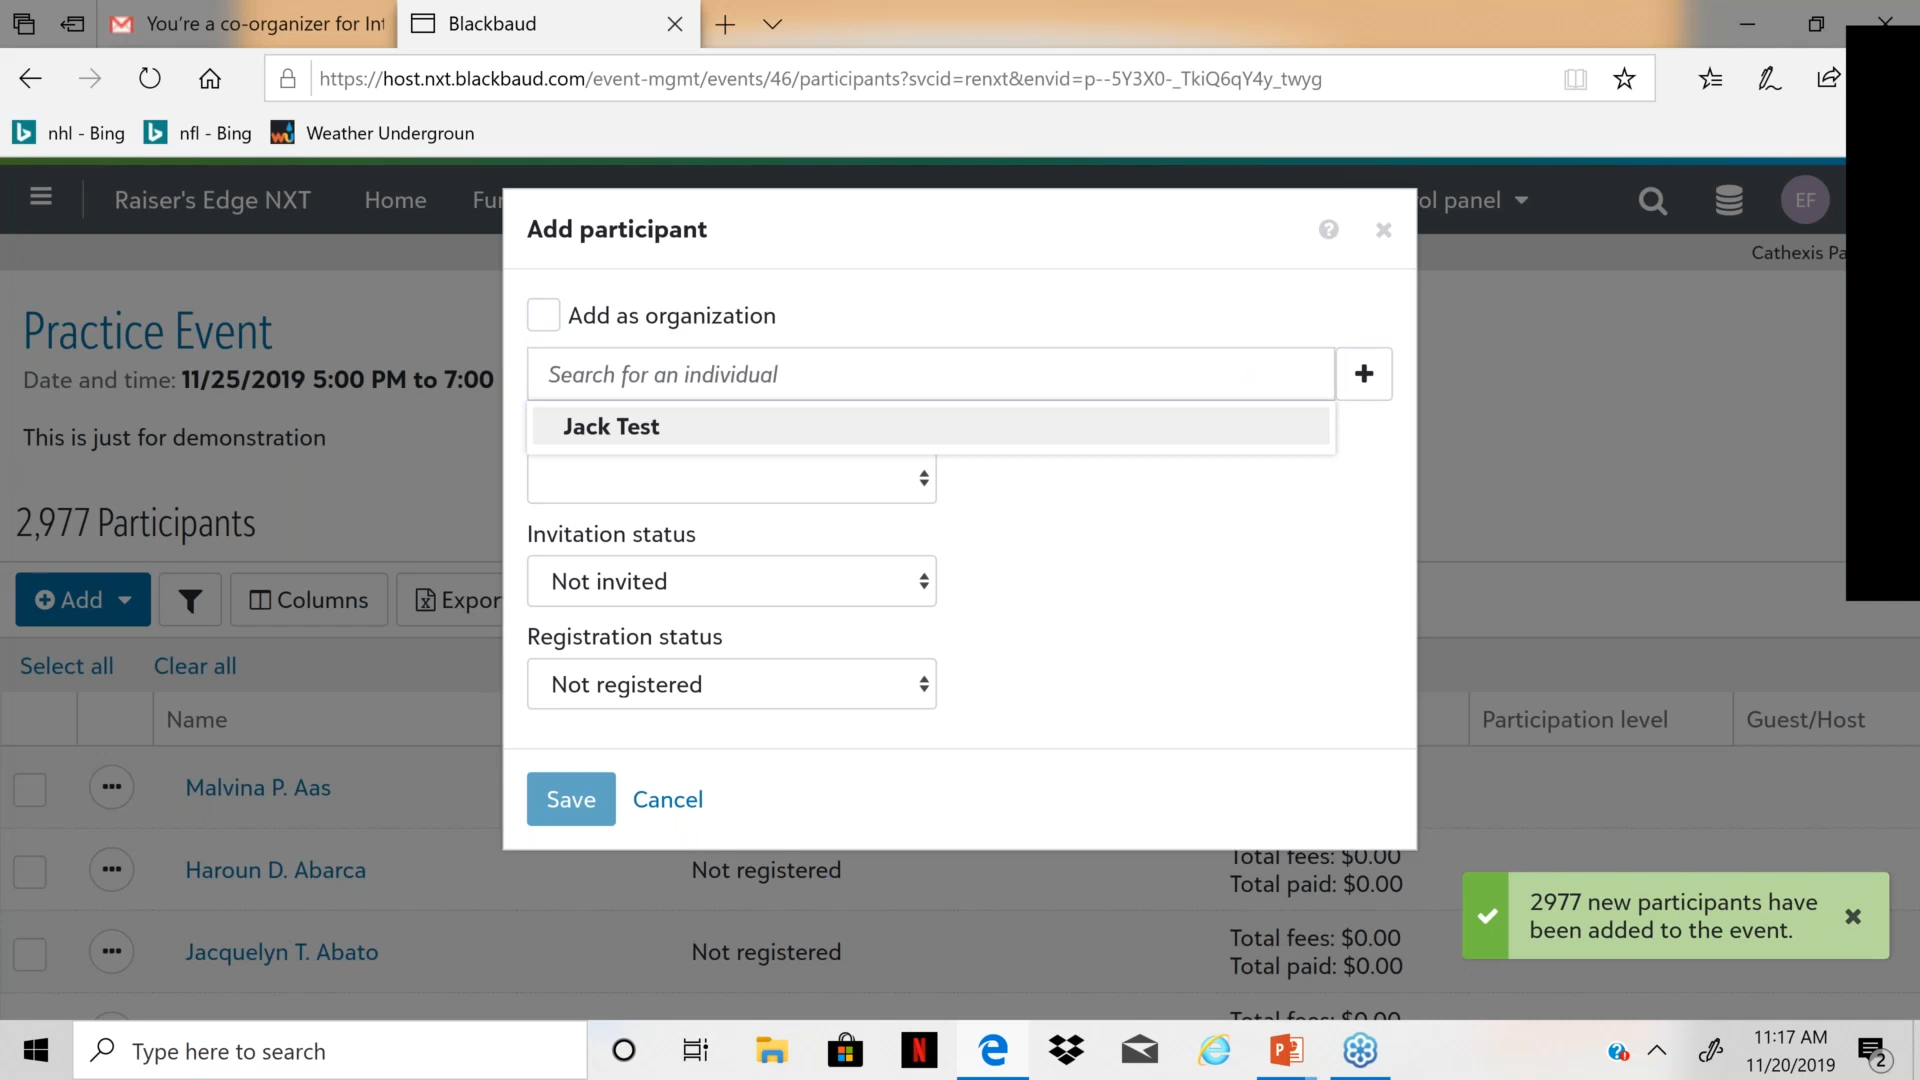 You're a co-organizer for Int
Blackbaud
https://host.nxt.blackbaud.com/event-mgmt/events/46/participants?svcid=renxt&envid=p--5Y3X0-_TkiQ6qY4y_twyg
nhl - Bing
nfl - Bing
Weather Undergroun
Raiser's Edge NXT
Home
Fur
ol panel
EF
Cathexis Pa
Add participant
Add as organization
Search for an individual
Jack Test
Invitation status
Not invited
Registration status
Not registered
Save
Cancel
Practice Event
Date and time: 11/25/2019 5:00 PM to 7:00
This is just for demonstration
2,977 Participants
Add
Columns
Expor
Select all
Clear all
Name
Participation level
Guest/Host
Malvina P. Aas
Haroun D. Abarca
Not registered
Total fees: $0.00
Total paid: $0.00
Jacquelyn T. Abato
Not registered
Total fees: $0.00
Total paid: $0.00
Total fees: $0.00
2977 new participants have
been added to the event.
Type here to search
11:17 AM
11/20/2019
2